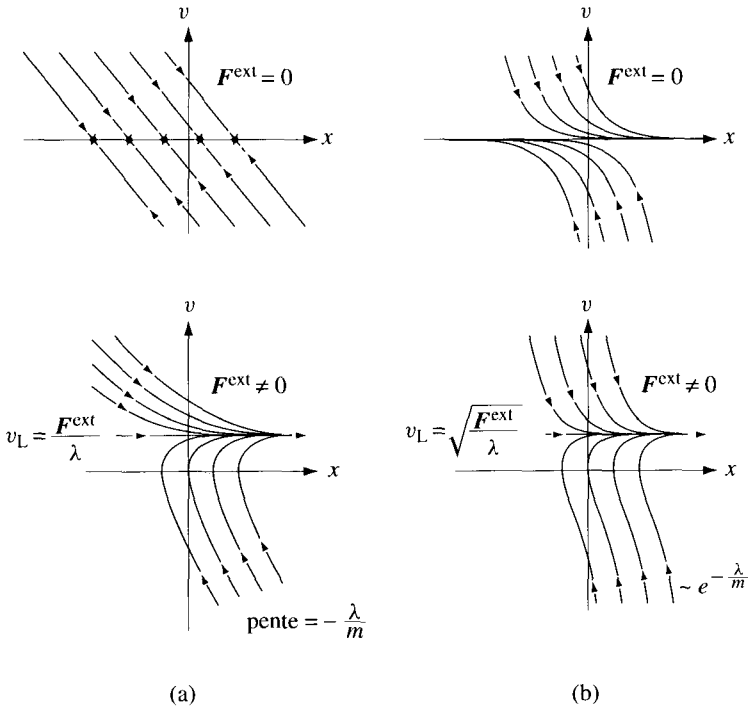 v
F^ext = 0
x
v
F^ext = 0
x
v
F^ext ≠ 0
v_L = F^ext / λ
x
pente = - λ / m
v
F^ext ≠ 0
v_L = √(F^ext / λ)
x
~ e^(- λ / m)
(a)
(b)